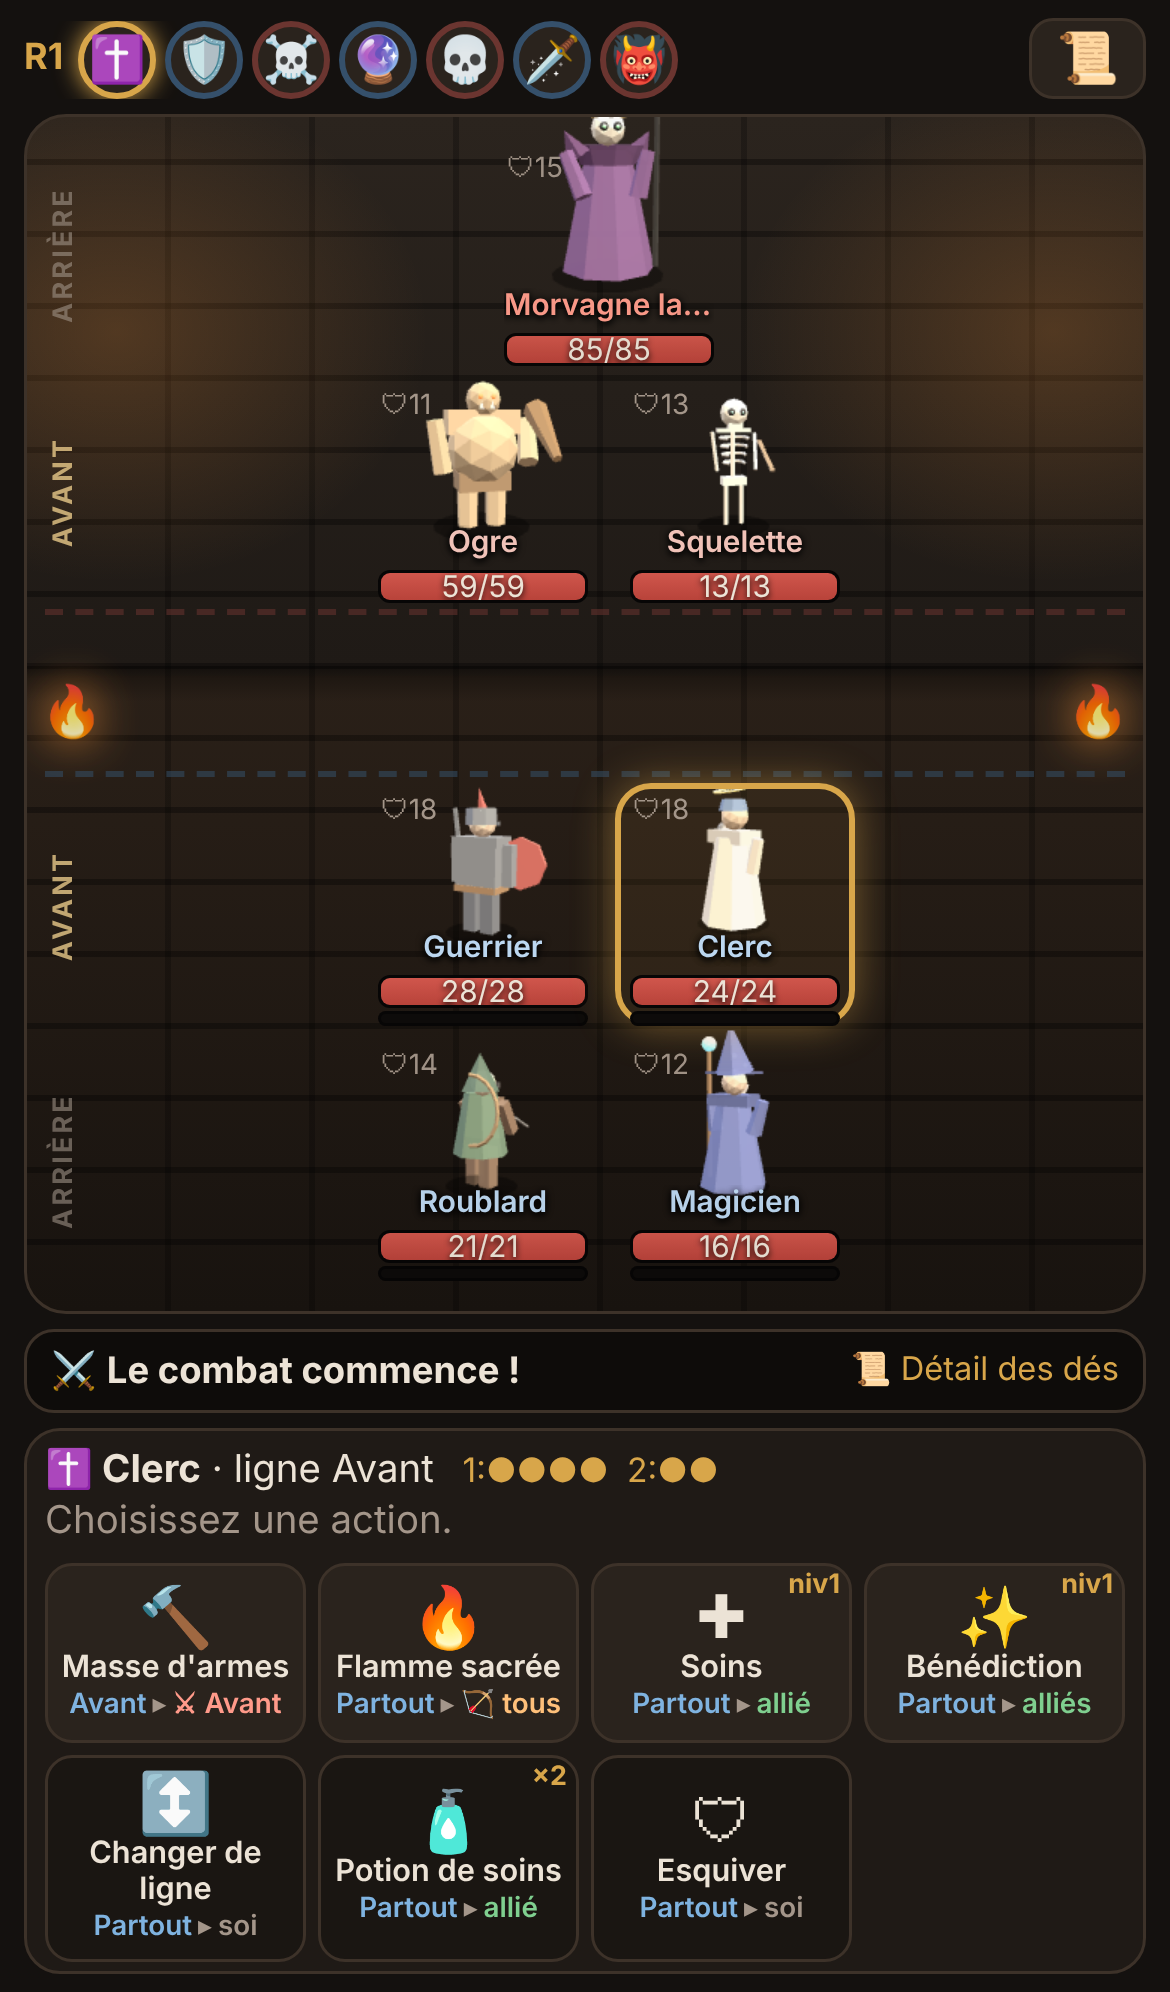 R1
ARRIÈRE
15
Morvagne la...
85/85
AVANT
11
13
Ogre
Squelette
59/59
13/13
AVANT
18
18
Guerrier
Clerc
28/28
24/24
ARRIÈRE
14
12
Roublard
Magicien
21/21
16/16
Le combat commence !
Détail des dés
Clerc · ligne Avant 1:●●●● 2:●●
Choisissez une action.
Masse d'armes
Avant ▸ ⚔ Avant
Flamme sacrée
Partout ▸ 🏹 tous
niv1
Soins
Partout ▸ allié
niv1
Bénédiction
Partout ▸ alliés
Changer de
ligne
Partout ▸ soi
×2
Potion de soins
Partout ▸ allié
Esquiver
Partout ▸ soi